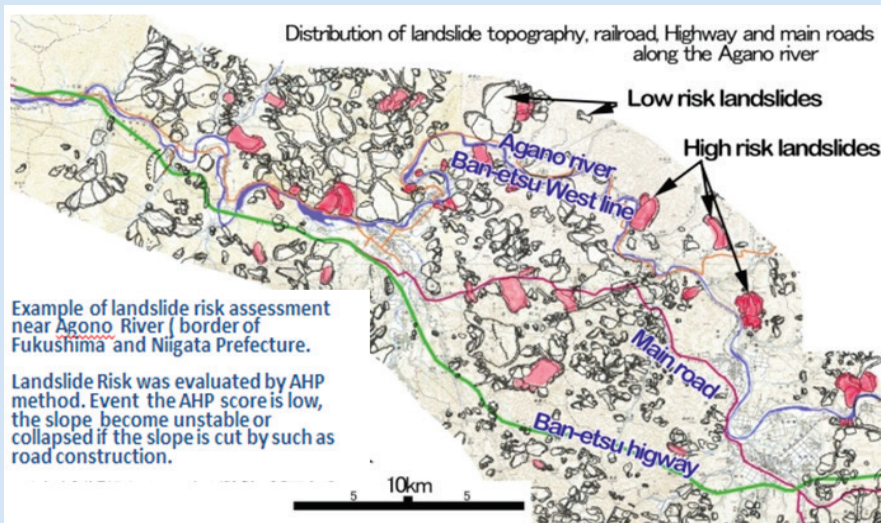 Distribution of landslide topography, railroad, Highway and main roads
along the Agano river
Low risk landslides
High risk landslides
Agano river
Ban-etsu West line
Main road
Ban-etsu higway
Example of landslide risk assessment
near Agono River ( border of
Fukushima and Niigata Prefecture.
Landslide Risk was evaluated by AHP
method. Event the AHP score is low,
the slope become unstable or
collapsed if the slope is cut by such as
road construction.
10km
5 5